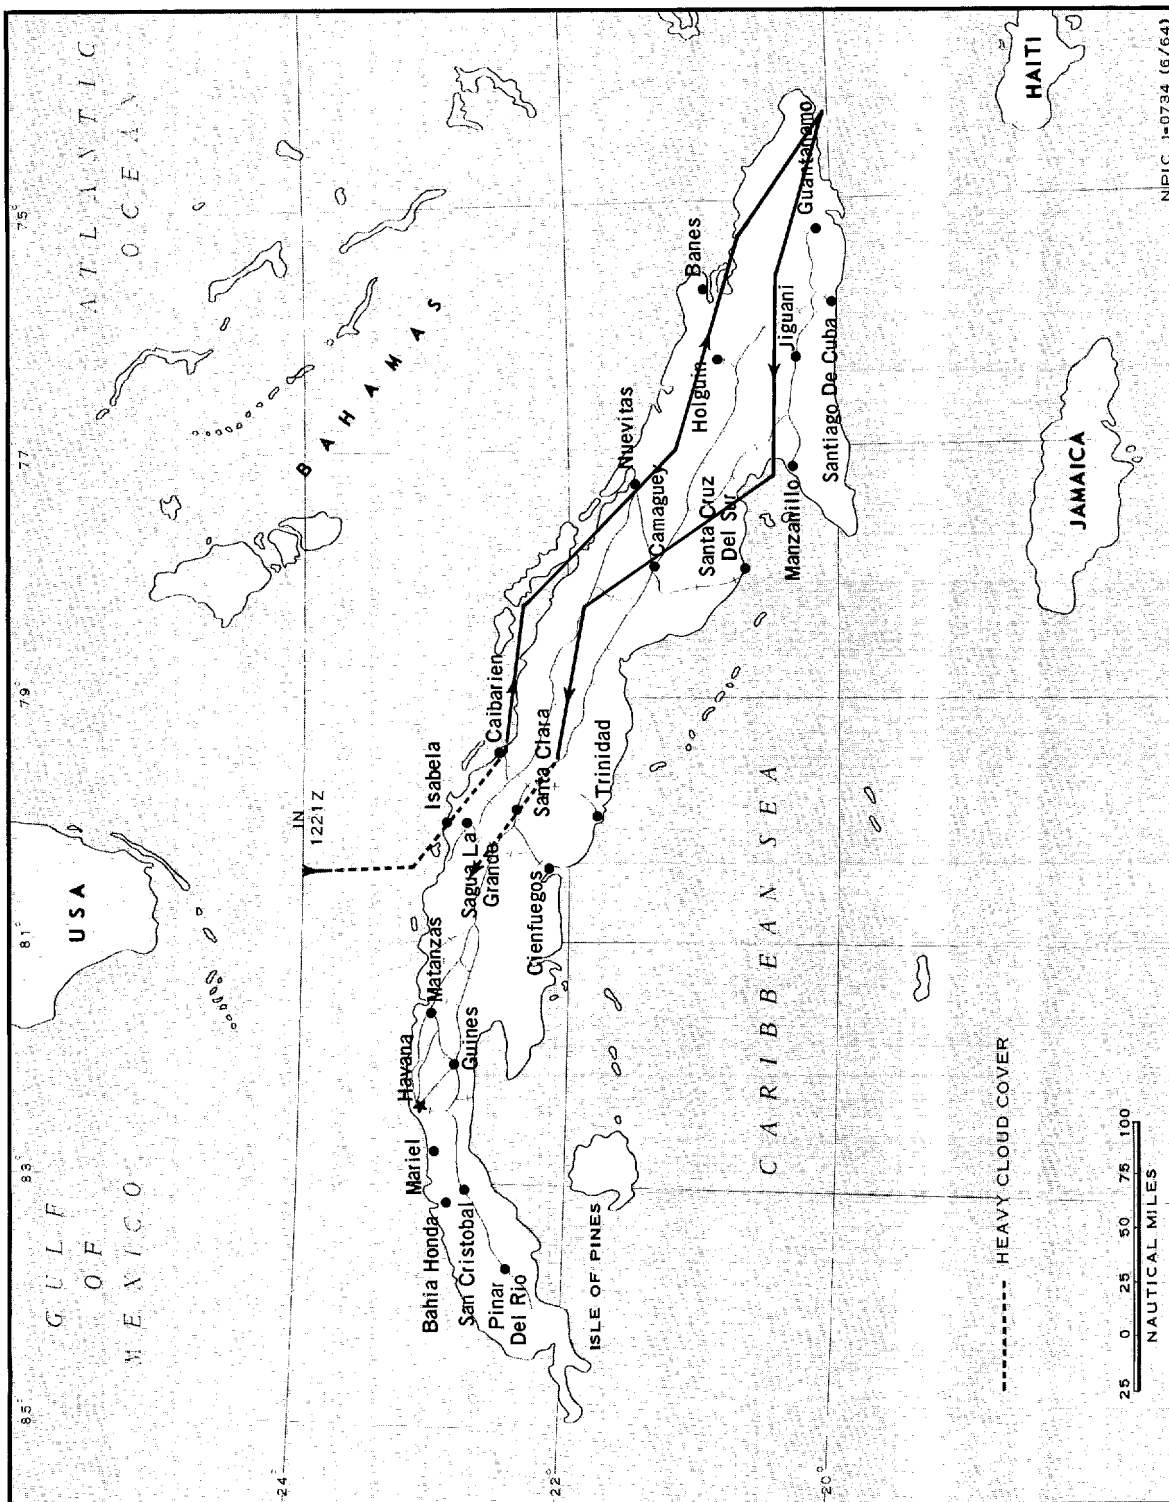 85°
83
81
79
77
75
GULF
OF
MEXICO
USA
ATLANTIC
OCEAN
BAHAMAS
24°
IN
1221Z
Havana
Mariel
Bahia Honda
San Cristobal
Pinar
Del Rio
Matanzas
Guines
Isabela
Sagua La
Grande
Caibarien
Santa Clara
Cienfuegos
Trinidad
Nuevitas
Camaguey
Santa Cruz
Del Sur
Holguin
Banes
Jiguani
Manzanillo
Guantanamo
Santiago De Cuba
22°
ISLE OF PINES
CARIBBEAN SEA
20°
HAITI
JAMAICA
HEAVY CLOUD COVER
25 0 25 50 75 100
NAUTICAL MILES
NPIC J-0734 (6/64)